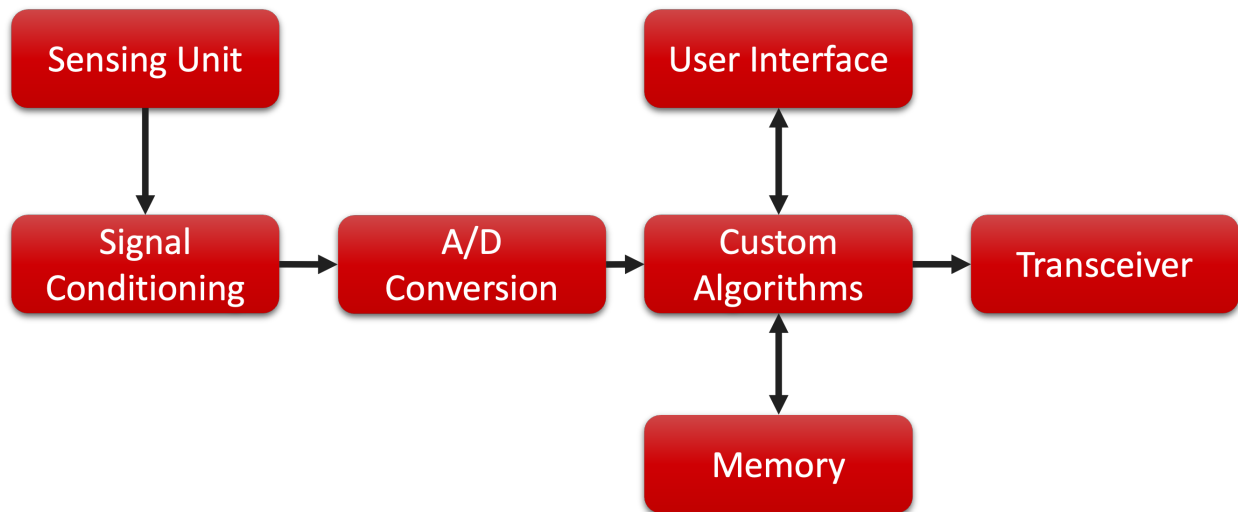 Sensing Unit
User Interface
Signal
Conditioning
A/D
Conversion
Custom
Algorithms
Transceiver
Memory